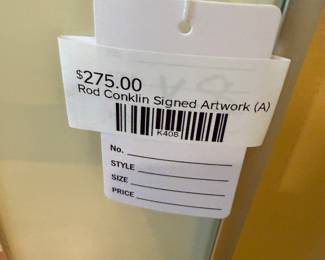 $275.00
Rod Conklin Signed Artwork (A)
K408
No.
STYLE
SIZE
PRICE